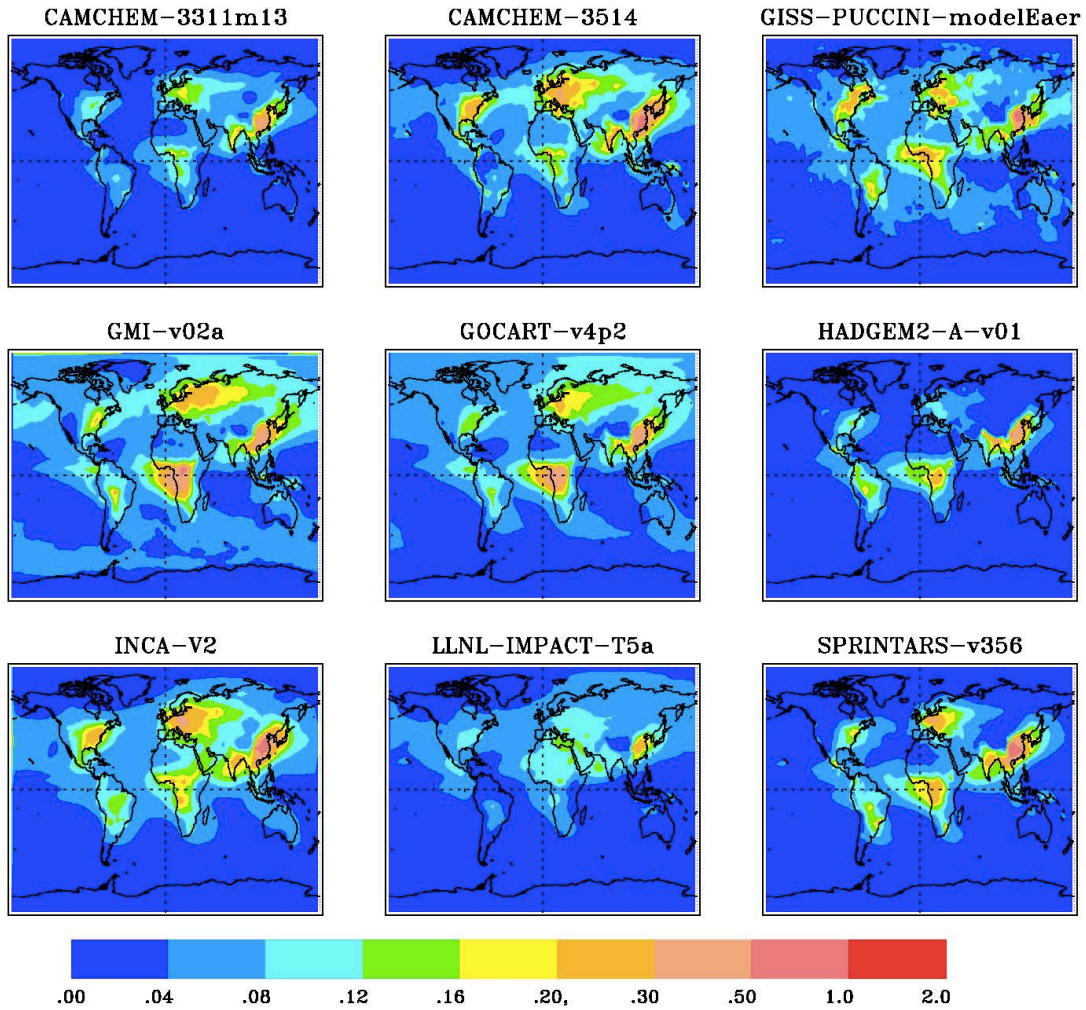 CAMCHEM-3311m13
CAMCHEM-3514
GISS-PUCCINI-modelEaer
GMI-v02a
GOCART-v4p2
HADGEM2-A-v01
INCA-V2
LLNL-IMPACT-T5a
SPRINTARS-v356
.00 .04 .08 .12 .16 .20, .30 .50 1.0 2.0